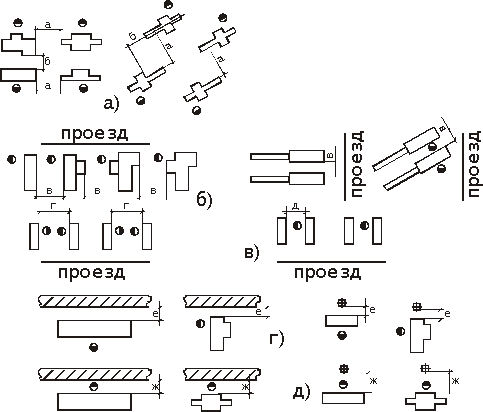 а
б
а
б
а
а
а)
проезд
в
в
в
г
г
проезд
б)
в
проезд
в
проезд
д
проезд
в)
е
е
г)
е
е
ж
ж
д)
ж
ж